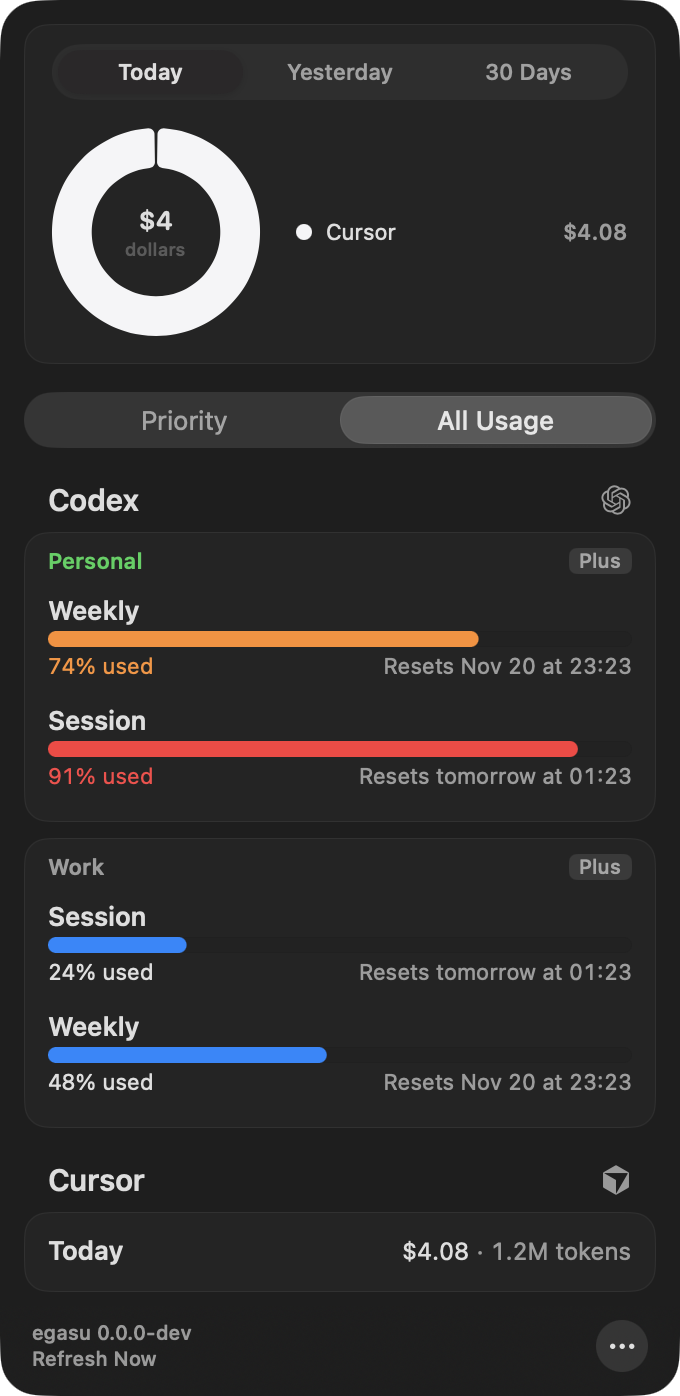 Today Yesterday 30 Days
$4
dollars
Cursor $4.08
Priority All Usage
Codex
Personal Plus
Weekly
74% used Resets Nov 20 at 23:23
Session
91% used Resets tomorrow at 01:23
Work Plus
Session
24% used Resets tomorrow at 01:23
Weekly
48% used Resets Nov 20 at 23:23
Cursor
Today $4.08 · 1.2M tokens
egasu 0.0.0-dev
Refresh Now